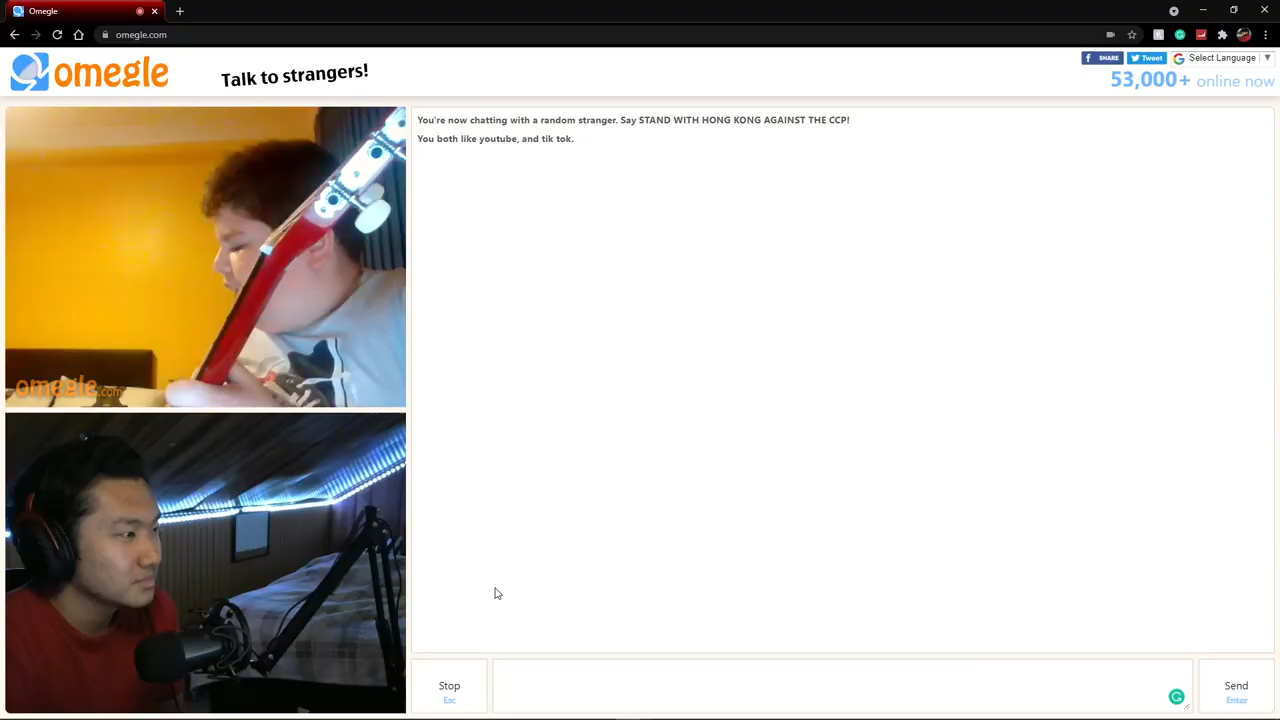 Omegle
omegle.com
omegle
Talk to strangers!
SHARE
Tweet
Select Language
53,000+ online now
You're now chatting with a random stranger. Say STAND WITH HONG KONG AGAINST THE CCP!
You both like youtube, and tik tok.
omegle.com
Stop
Esc
Send
Enter